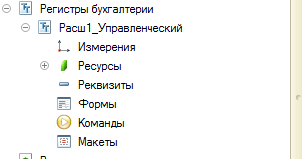 Регистры бухгалтерии
Расш1_Управленческий
Измерения
Ресурсы
Реквизиты
Формы
Команды
Макеты